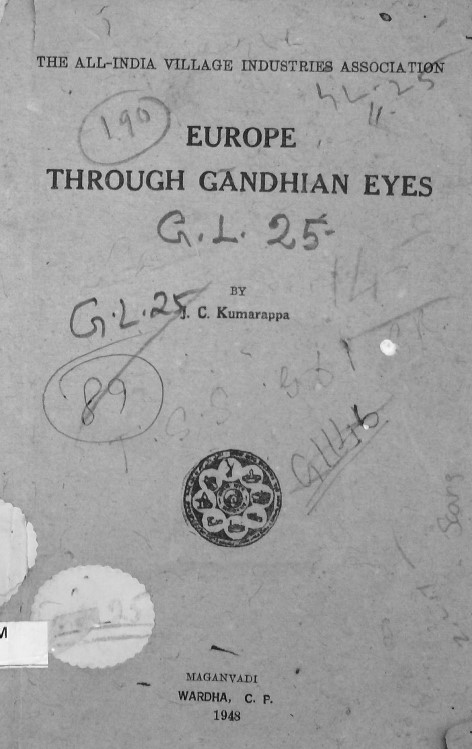 THE ALL-INDIA VILLAGE INDUSTRIES ASSOCIATION
190
EUROPE
THROUGH GANDHIAN EYES
G.L. 25
BY
G.L.25
J. C. Kumarappa
89
M
MAGANVADI
WARDHA, C. P.
1948